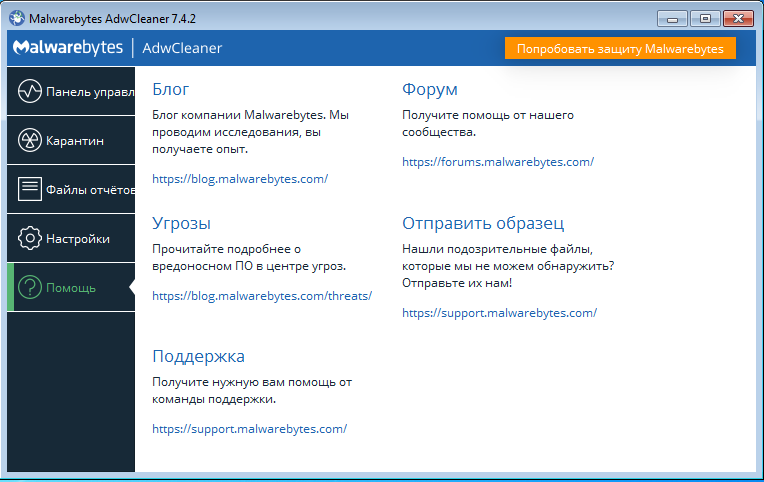 Malwarebytes AdwCleaner 7.4.2
Malwarebytes | AdwCleaner
Попробовать защиту Malwarebytes
Панель управл
Карантин
Файлы отчётов
Настройки
Помощь
Блог
Блог компании Malwarebytes. Мы
проводим исследования, вы
получаете опыт.
https://blog.malwarebytes.com/
Форум
Получите помощь от нашего
сообщества.
https://forums.malwarebytes.com/
Угрозы
Прочитайте подробнее о
вредоносном ПО в центре угроз.
https://blog.malwarebytes.com/threats/
Отправить образец
Нашли подозрительные файлы,
которые мы не можем обнаружить?
Отправьте их нам!
https://support.malwarebytes.com/
Поддержка
Получите нужную вам помощь от
команды поддержки.
https://support.malwarebytes.com/